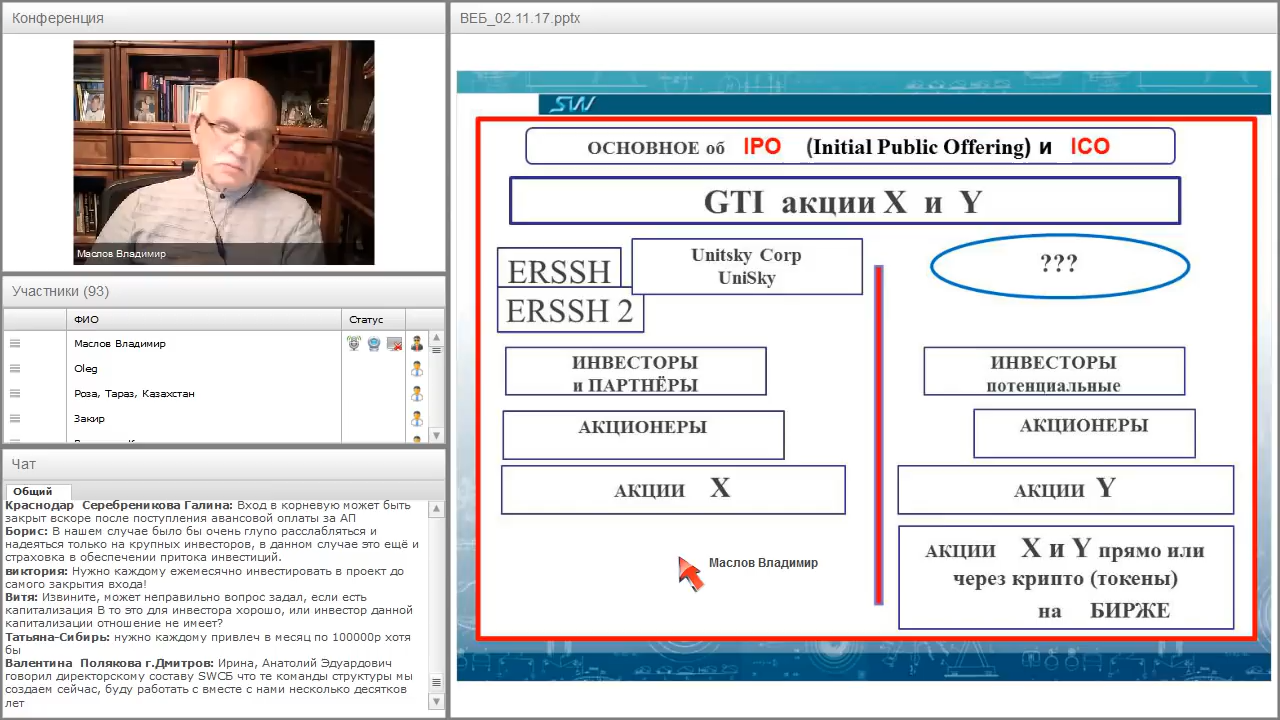 Конференция
Маслов Владимир
Участники (93)
ФИО
Статус
Маслов Владимир
Oleg
Роза, Тараз, Казахстан
Закир
Чат
Общий
Краснодар Серебреникова Галина: Вход в корневую может быть
закрыт вскоре после поступления авансовой оплаты за АП
Борис: В нашем случае было бы очень глупо расслабляться и
надеяться только на крупных инвесторов, в данном случае это ещё и
страховка в обеспечении притока инвестиций.
виктория: Нужно каждому ежемесячно инвестировать в проект до
самого закрытия входа!
Витя: Извините, может неправильно вопрос задал, если есть
капитализация В то это для инвестора хорошо, или инвестор данной
капитализации отношение не имеет?
Татьяна-Сибирь: нужно каждому привлеч в месяц по 100000р хотя
бы
Валентина Полякова г.Дмитров: Ирина, Анатолий Эдуардович
говорил директорскому составу SWCБ что те команды структуры мы
создаем сейчас, буду работать с вместе с нами несколько десятков
лет
ВЕБ_02.11.17.pptx
SW
ОСНОВНОЕ об IPO (Initial Public Offering) и ICO
GTI акции X и Y
ERSSH
ERSSH 2
Unitsky Corp
UniSky
???
ИНВЕСТОРЫ
и ПАРТНЁРЫ
ИНВЕСТОРЫ
потенциальные
АКЦИОНЕРЫ
АКЦИОНЕРЫ
АКЦИИ X
АКЦИИ Y
АКЦИИ X и Y прямо или
через крипто (токены)
на БИРЖЕ
Маслов Владимир